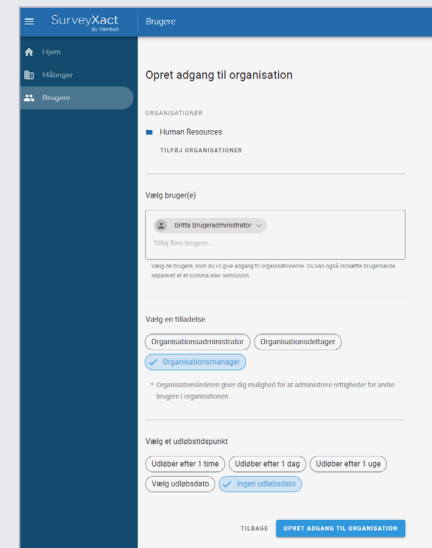 SurveyXact
By Rambøll
Brugere
Hjem
Målinger
Brugere
Opret adgang til organisation
ORGANISATIONER
Human Resources
TILFØJ ORGANISATIONER
Vælg bruger(e)
Britta Brugeradministrator
Tilføj flere brugere...
Vælg de brugere, som du vil give adgang to organisationerne. Du kan også indsætte brugernavne
separeret af et komma eller semikolon.
Vælg en tilladelse
Organisationsadministrator
Organisationsdeltager
Organisationsmanager
* Organisationslederen giver dig mulighed for at administrere rettigheder for andre
brugere i organisationen
Vælg et udløbstidspunkt
Udløber efter 1 time
Udløber efter 1 dag
Udløber efter 1 uge
Vælg udløbsdato
Ingen udløbsdato
TILBAGE
OPRET ADGANG TIL ORGANISATION